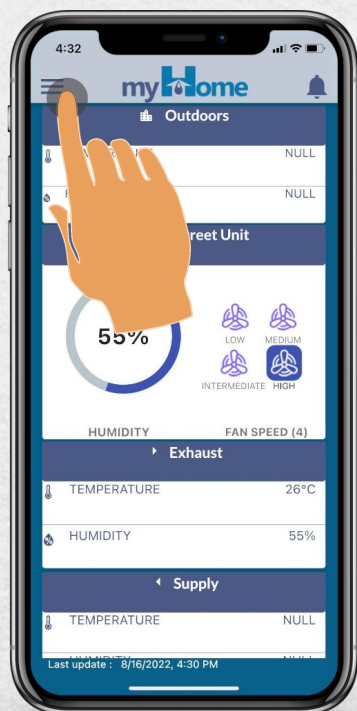 4:32
myHome
Outdoors
NULL
NULL
reet Unit
55%
LOW MEDIUM
INTERMEDIATE HIGH
HUMIDITY FAN SPEED (4)
Exhaust
TEMPERATURE 26°C
HUMIDITY 55%
Supply
TEMPERATURE NULL
Last update : 8/16/2022, 4:30 PM